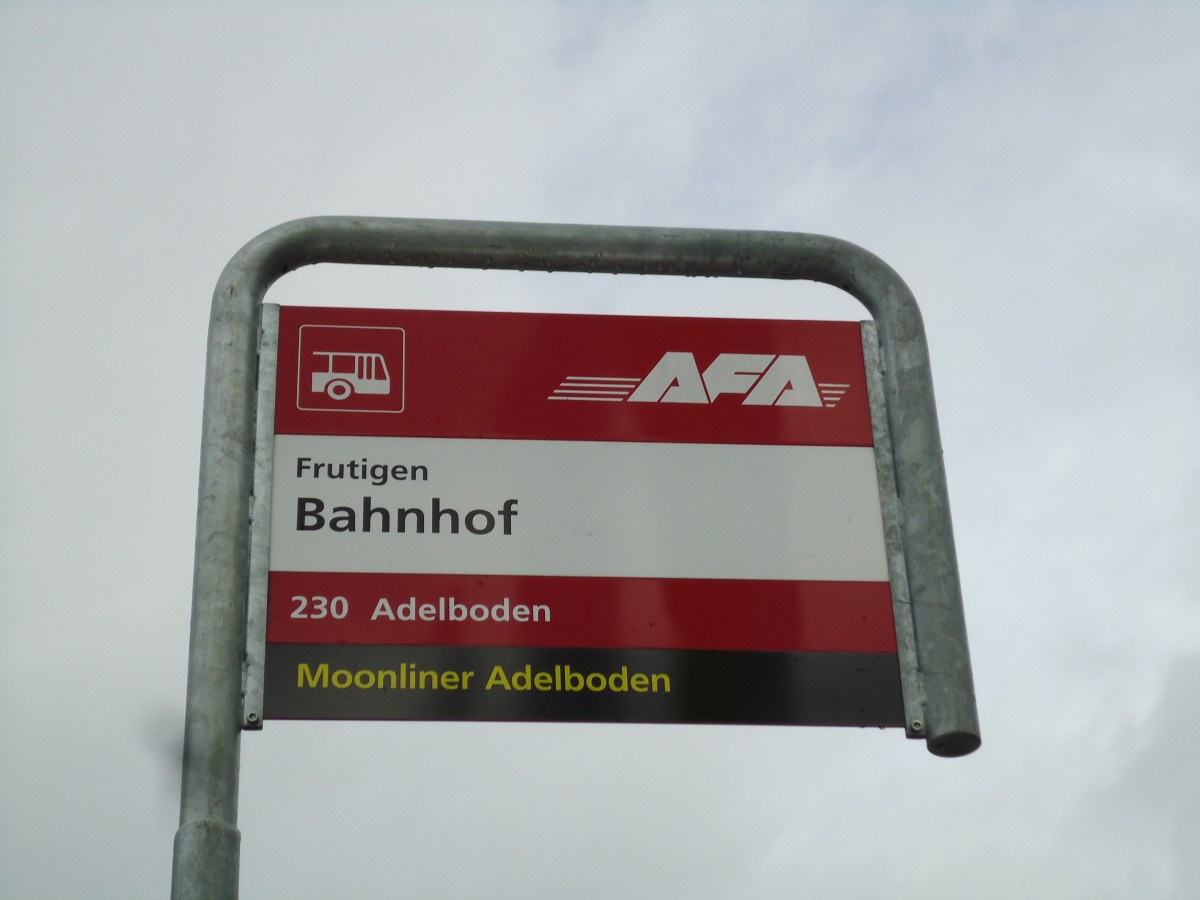 AFA
Frutigen
Bahnhof
230 Adelboden
Moonliner Adelboden